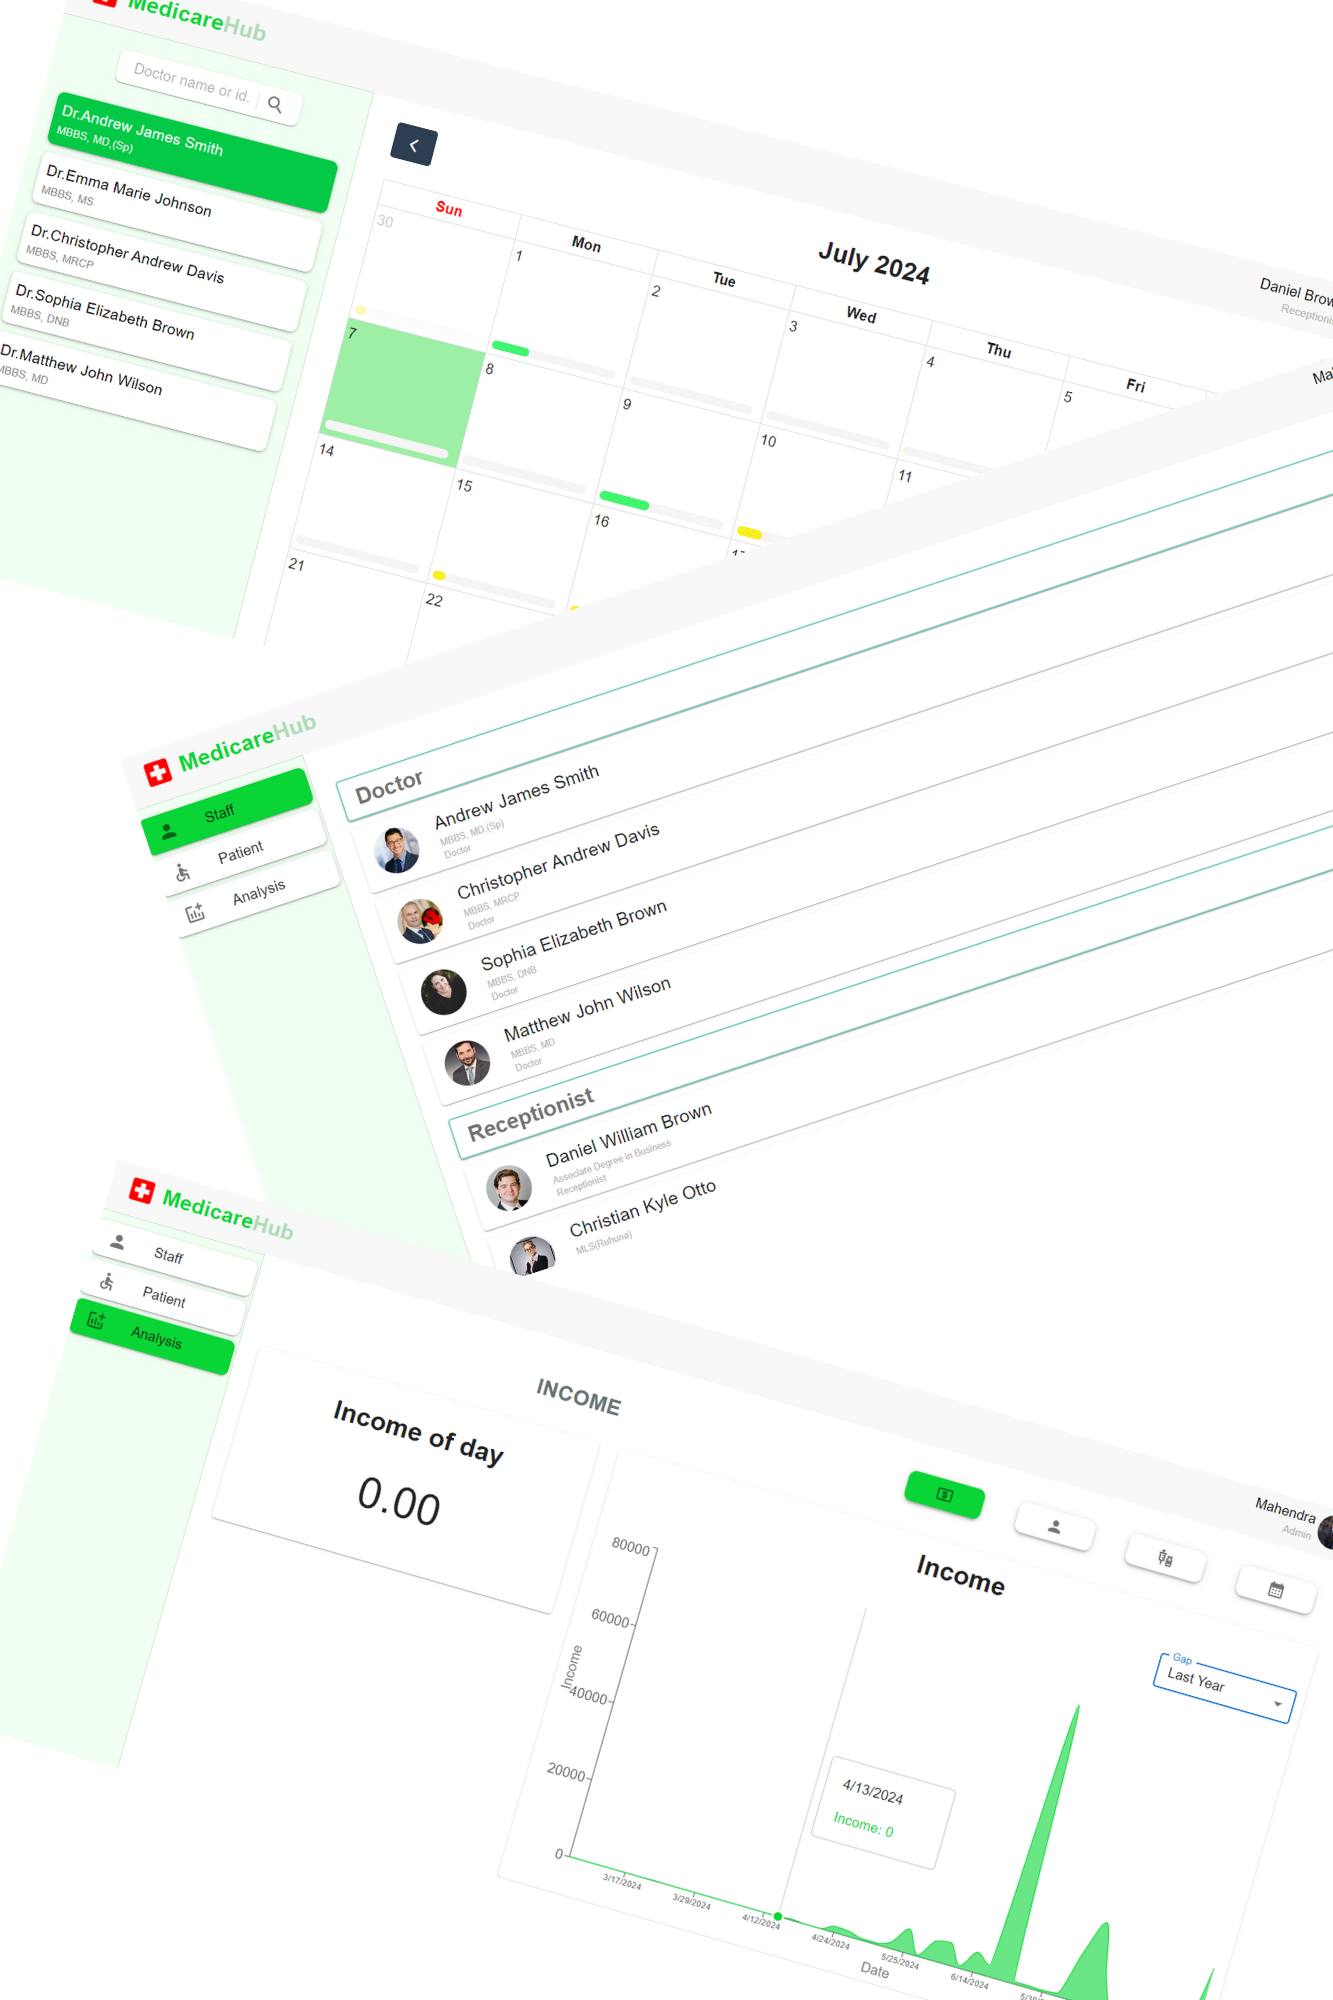 MedicareHub
Doctor name or id.
Dr.Andrew James Smith
MBBS, MD,(Sp)
Dr.Emma Marie Johnson
MBBS, MS
Dr.Christopher Andrew Davis
MBBS, MRCP
Dr.Sophia Elizabeth Brown
MBBS, DNB
Dr.Matthew John Wilson
MBBS, MD
July 2024
Daniel Brow
Receptionis
Sun Mon Tue Wed Thu Fri
30 1 2 3 4 5
7 8 9 10 11
14 15 16
21 22
MedicareHub
Staff
Patient
Analysis
Doctor
Andrew James Smith
MBBS, MD,(Sp)
Doctor
Christopher Andrew Davis
MBBS, MRCP
Doctor
Sophia Elizabeth Brown
MBBS, DNB
Doctor
Matthew John Wilson
MBBS, MD
Doctor
Receptionist
Daniel William Brown
Associate Degree in Business
Receptionist
Christian Kyle Otto
MLS(Ruhuna)
MedicareHub
Mahendra
Admin
Staff
Patient
Analysis
INCOME
Income of day
0.00
Income
Gap
Last Year
80000
60000
40000
20000
0
Income
4/13/2024
Income: 0
3/17/2024 3/29/2024 4/12/2024 4/24/2024 5/25/2024 6/14/2024
Date